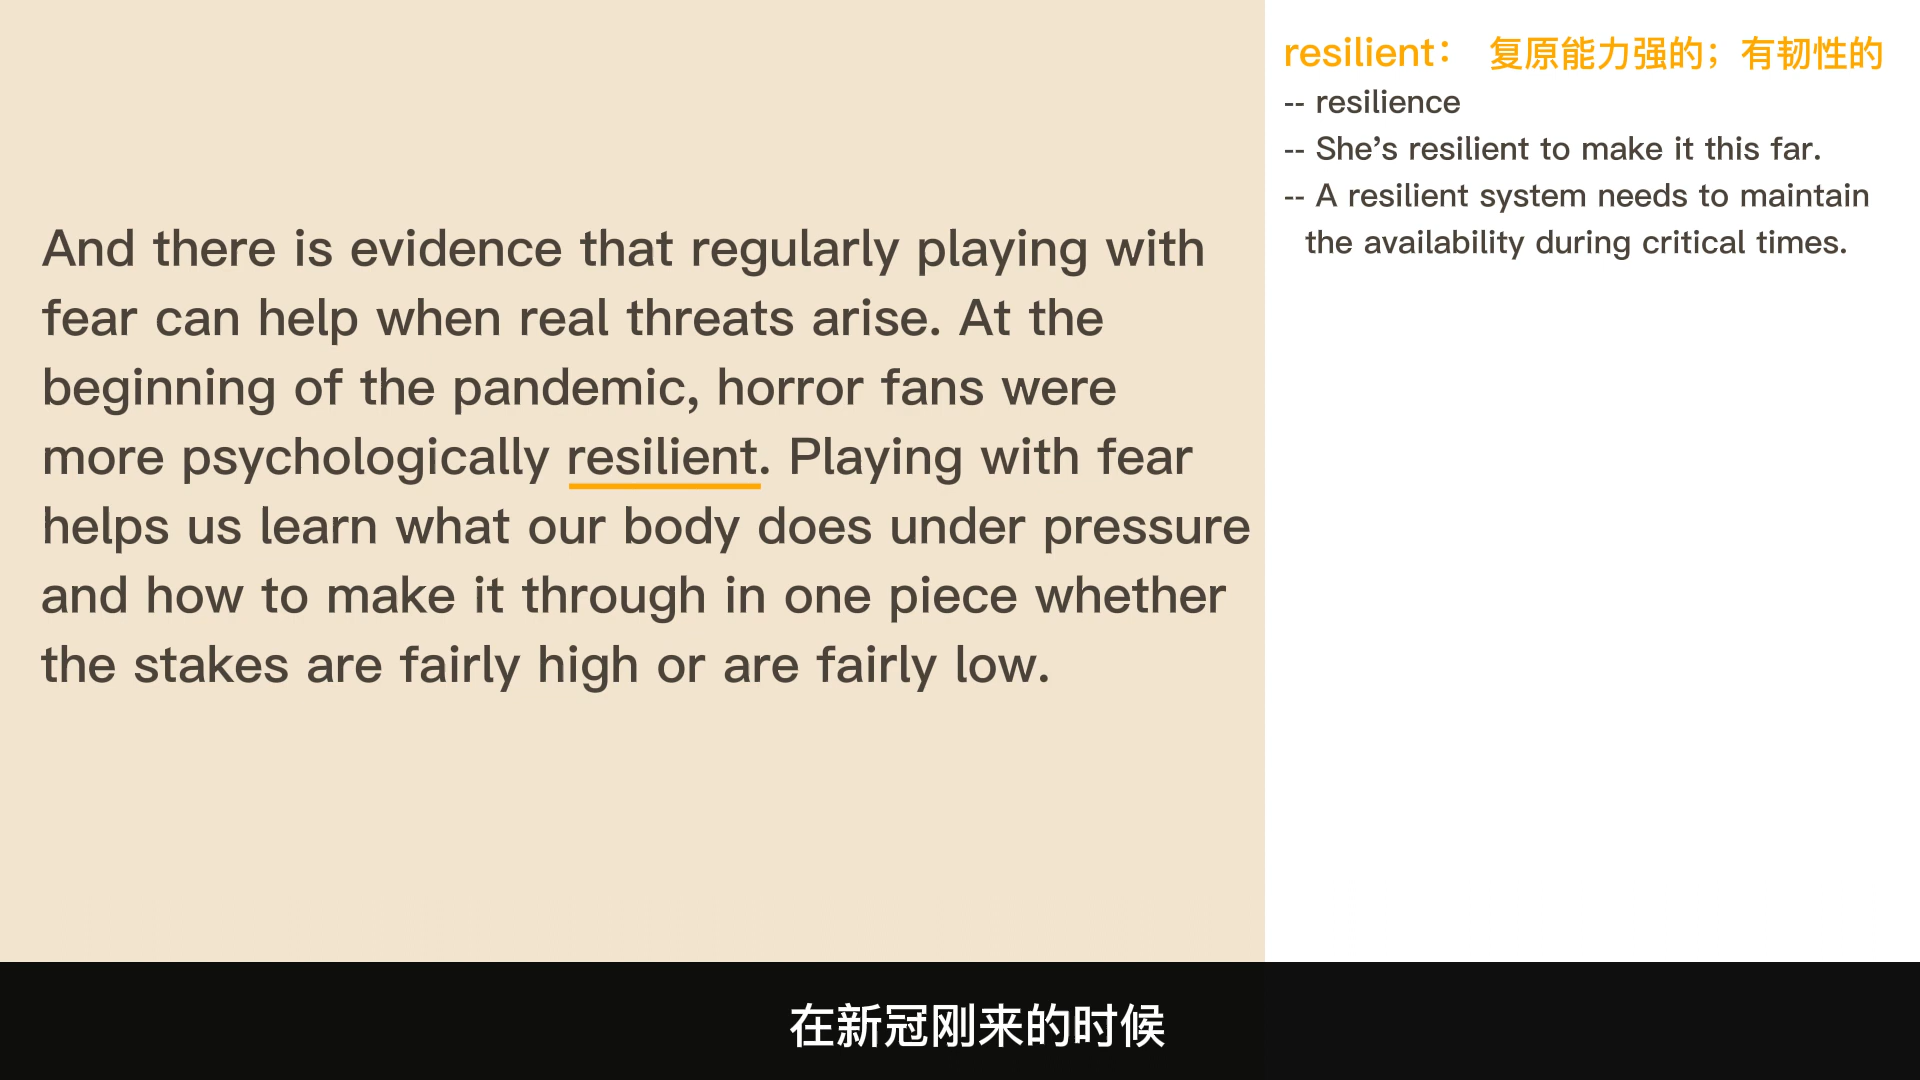 And there is evidence that regularly playing with
fear can help when real threats arise. At the
beginning of the pandemic, horror fans were
more psychologically resilient. Playing with fear
helps us learn what our body does under pressure
and how to make it through in one piece whether
the stakes are fairly high or are fairly low.
resilient： 复原能力强的；有韧性的
-- resilience
-- She’s resilient to make it this far.
-- A resilient system needs to maintain
the availability during critical times.
在新冠刚来的时候